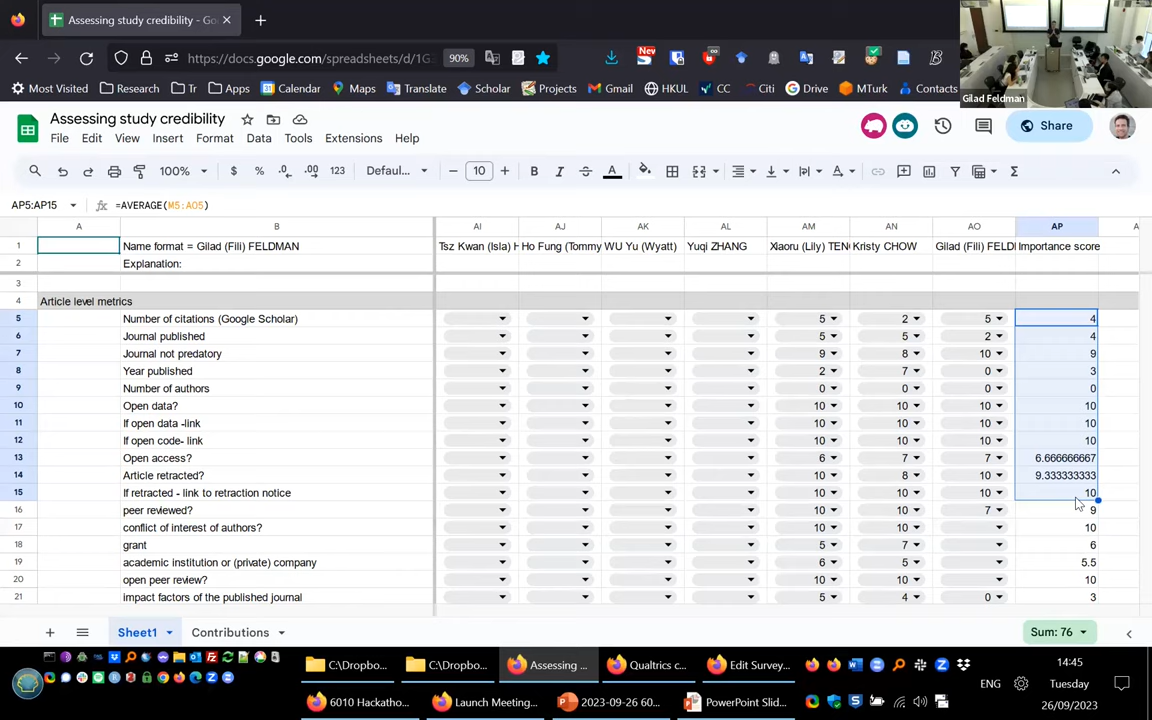 Assessing study credibility - Go
https://docs.google.com/spreadsheets/d/1G
90%
New
Most Visited Research Tr Apps Calendar Maps Translate Scholar Projects Gmail HKUL CC Citi Drive MTurk Contacts
Gilad Feldman
Assessing study credibility
File Edit View Insert Format Data Tools Extensions Help
Share
100% $ % .0 .00 123 Defaul... 10 B I A
AP5:AP15 fx =AVERAGE(M5:AO5)
A B AI AJ AK AL AM AN AO AP A
1 Name format = Gilad (Fili) FELDMAN Tsz Kwan (Isla) H Ho Fung (Tommy WU Yu (Wyatt) Yuqi ZHANG Xiaoru (Lily) TEN Kristy CHOW Gilad (Fili) FELD Importance score
2 Explanation:
3
4 Article level metrics
5 Number of citations (Google Scholar) 5 2 5 4
6 Journal published 5 5 2 4
7 Journal not predatory 9 8 10 9
8 Year published 2 7 0 3
9 Number of authors 0 0 0 0
10 Open data? 10 10 10 10
11 If open data -link 10 10 10 10
12 If open code- link 10 10 10 10
13 Open access? 6 7 7 6.666666667
14 Article retracted? 10 8 10 9.333333333
15 If retracted - link to retraction notice 10 10 10 10
16 peer reviewed? 10 10 7 9
17 conflict of interest of authors? 10 10 10
18 grant 5 7 6
19 academic institution or (private) company 6 5 5.5
20 open peer review? 10 10 10
21 impact factors of the published journal 5 4 0 3
Sheet1 Contributions Sum: 76
C:\Dropbo... C:\Dropbo... Assessing ... Qualtrics c... Edit Survey...
6010 Hackatho... Launch Meeting... 2023-09-26 60... PowerPoint Slid...
ENG
14:45
Tuesday
26/09/2023